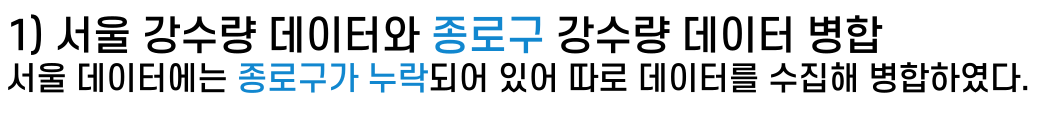 1) 서울 강수량 데이터와 종로구 강수량 데이터 병합
서울 데이터에는 종로구가 누락되어 있어 따로 데이터를 수집해 병합하였다.